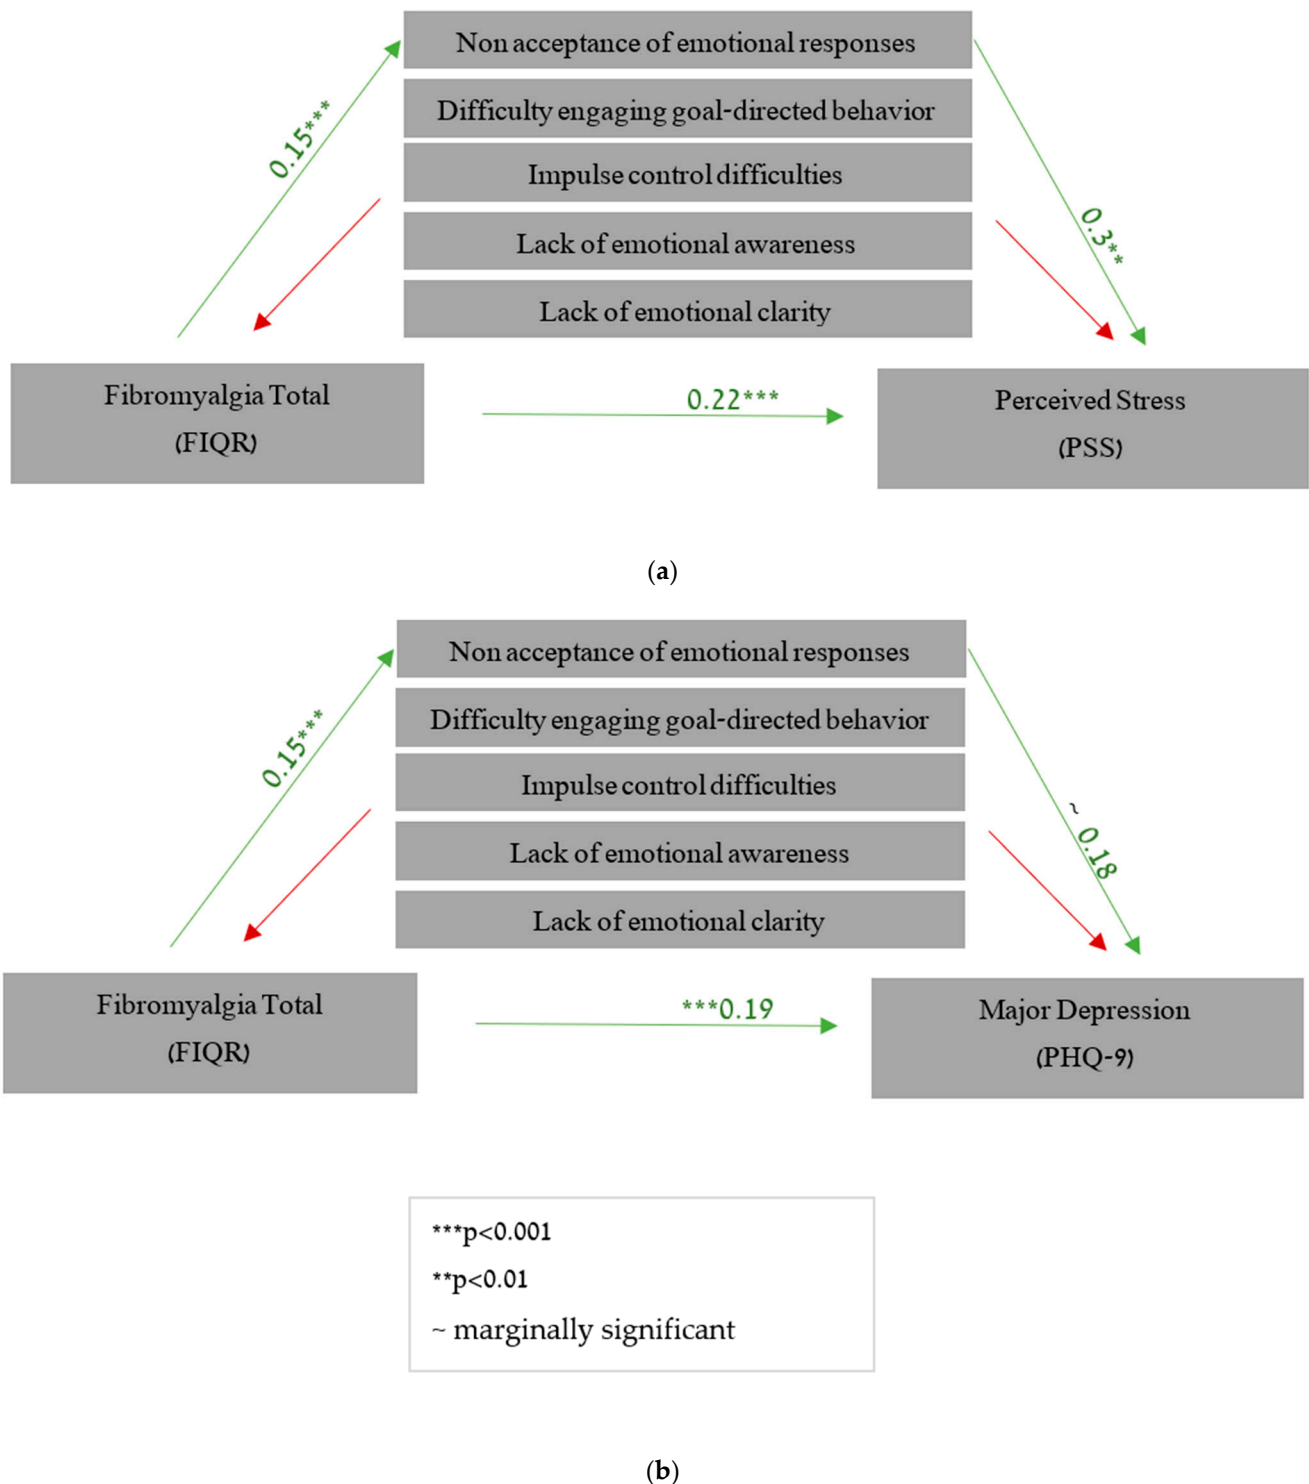 Non acceptance of emotional responses
Difficulty engaging goal-directed behavior
Impulse control difficulties
Lack of emotional awareness
Lack of emotional clarity
0.15***
0.3**
Fibromyalgia Total
(FIQR)
0.22***
Perceived Stress
(PSS)
(a)
Non acceptance of emotional responses
Difficulty engaging goal-directed behavior
Impulse control difficulties
Lack of emotional awareness
Lack of emotional clarity
0.15***
~ 0.18
Fibromyalgia Total
(FIQR)
***0.19
Major Depression
(PHQ-9)
***p<0.001
**p<0.01
~ marginally significant
(b)